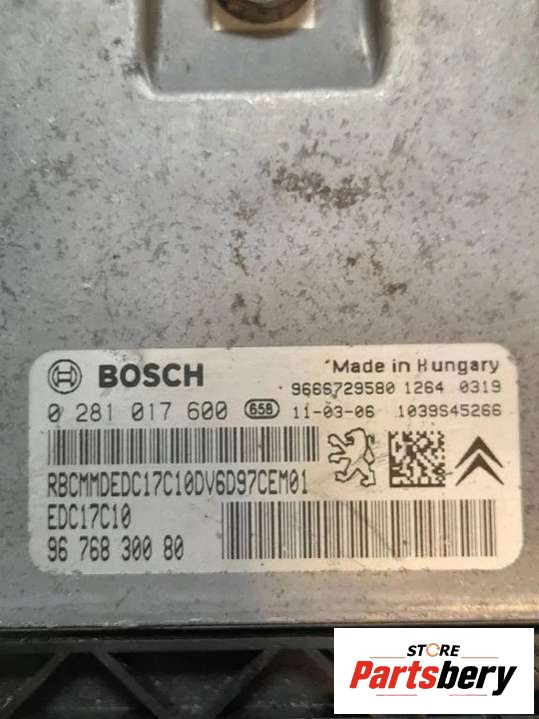 BOSCH
Made in Hungary
9666729580 1264 0319
0 281 017 600 658 11-03-06 1039S45266
RBCMMDEDC17C10DV6D97CEM01
EDC17C10
96 768 300 80
STORE
Partsbery